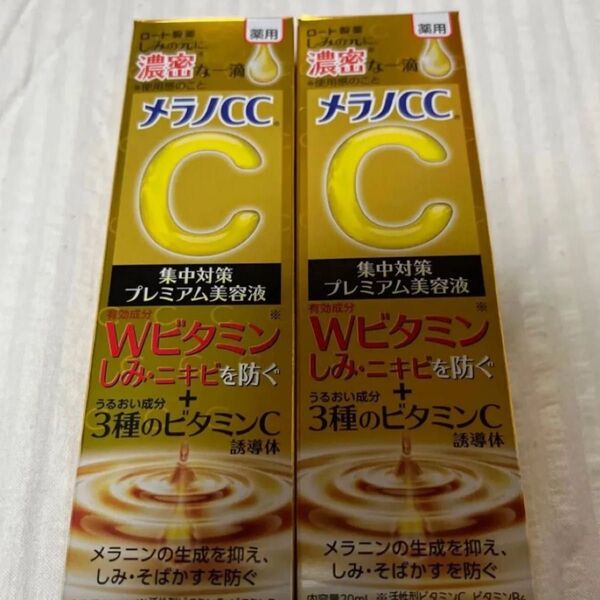 薬用
ロート製薬
しみの元に、
濃密な一滴
※使用感のこと
メラノCC
C
集中対策
プレミアム美容液
有効成分
Wビタミン※
しみ・ニキビを防ぐ
+
うるおい成分
3種のビタミンC
誘導体
メラニンの生成を抑え、
しみ・そばかすを防ぐ
薬用
ロート製薬
しみの元に、
濃密な一滴
※使用感のこと
メラノCC
C
集中対策
プレミアム美容液
有効成分
Wビタミン※
しみ・ニキビを防ぐ
+
うるおい成分
3種のビタミンC
誘導体
メラニンの生成を抑え、
しみ・そばかすを防ぐ
内容量20mL ※活性型ビタミンC、ビタミンE